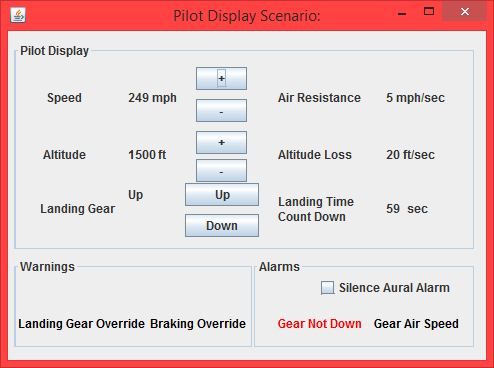 Pilot Display Scenario:
Pilot Display
Speed 249 mph + - Air Resistance 5 mph/sec
Altitude 1500 ft + - Altitude Loss 20 ft/sec
Landing Gear Up Up Down Landing Time
Count Down 59 sec
Warnings
Landing Gear Override Braking Override
Alarms
Silence Aural Alarm
Gear Not Down Gear Air Speed